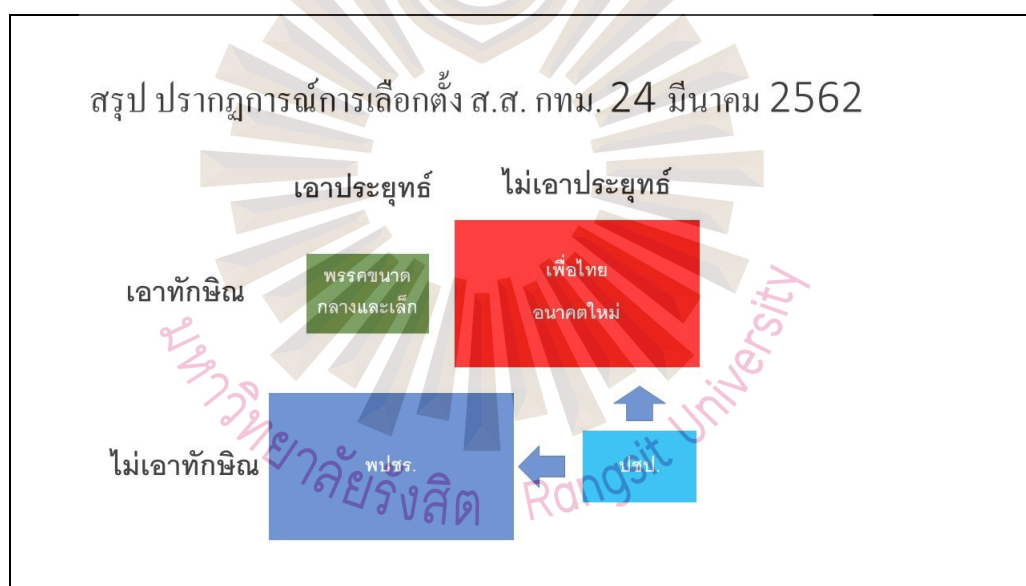 สรุป ปรากฏการณ์การเลือกตั้ง ส.ส. กทม. 24 มีนาคม 2562
เอาประยุทธ์
ไม่เอาประยุทธ์
เอาทักษิณ
พรรคขนาด
กลางและเล็ก
เพื่อไทย
อนาคตใหม่
ไม่เอาทักษิณ
พปชร.
ปชป.
มหาวิทยาลัยรังสิต Rangsit University